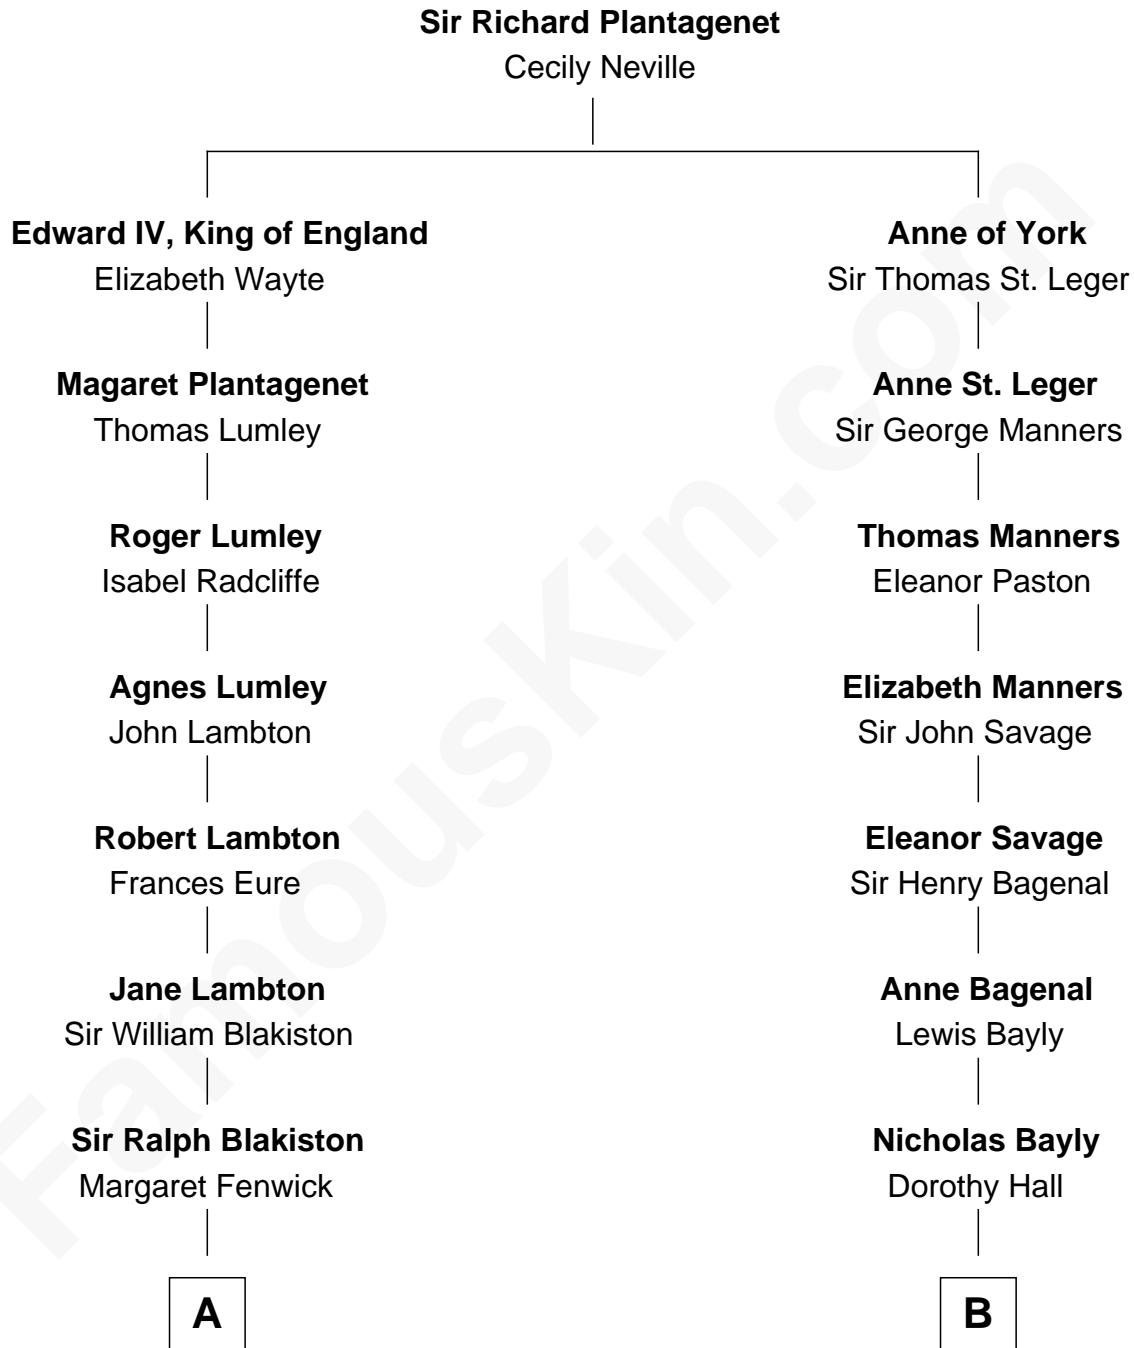 Sir Richard Plantagenet
Cecily Neville
Edward IV, King of England
Elizabeth Wayte
Anne of York
Sir Thomas St. Leger
Magaret Plantagenet
Thomas Lumley
Anne St. Leger
Sir George Manners
Roger Lumley
Isabel Radcliffe
Thomas Manners
Eleanor Paston
Agnes Lumley
John Lambton
Elizabeth Manners
Sir John Savage
Robert Lambton
Frances Eure
Eleanor Savage
Sir Henry Bagenal
Jane Lambton
Sir William Blakiston
Anne Bagenal
Lewis Bayly
Sir Ralph Blakiston
Margaret Fenwick
Nicholas Bayly
Dorothy Hall
A
B
FamousKin.com